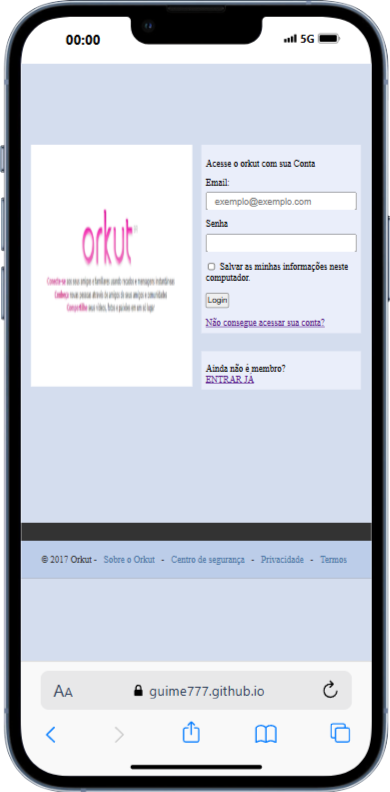 00:00
5G
Acesse o orkut com sua Conta
Email:
exemplo@exemplo.com
Senha
orkut
Conecte-se aos seus amigos e familiares usando recados e mensagens instantâneas
Conheça novas pessoas através de amigos de seus amigos e comunidades
Compartilhe seus vídeos, fotos e paixões em um só lugar
Salvar as minhas informações neste
computador.
Login
Não consegue acessar sua conta?
Ainda não é membro?
ENTRAR JÁ
© 2017 Orkut - Sobre o Orkut - Centro de segurança - Privacidade - Termos
AA
guime777.github.io